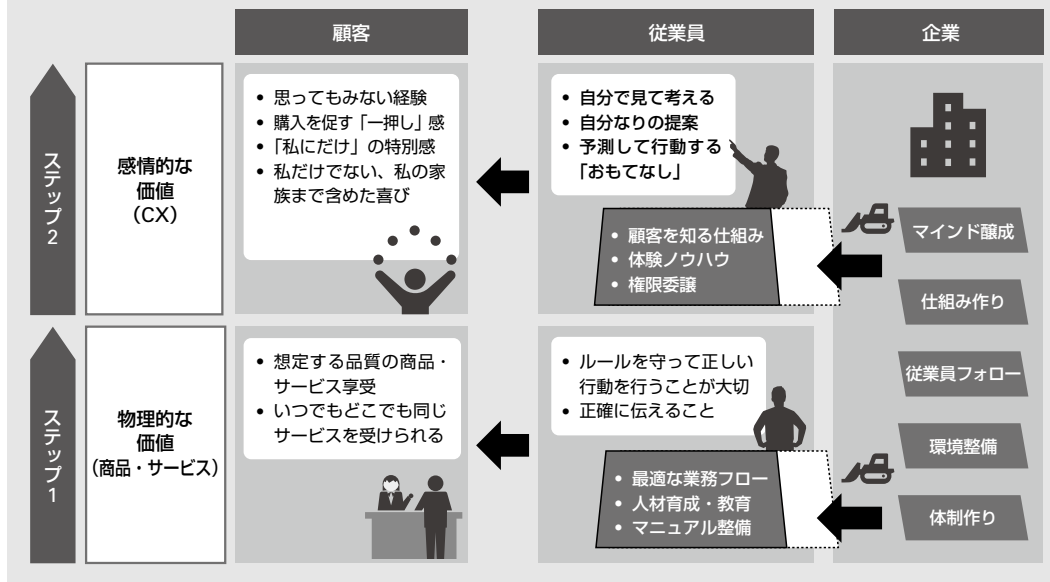 顧客
従業員
企業
ステップ2
感情的な
価値
（CX）
• 思ってもみない経験
• 購入を促す「一押し」感
• 「私にだけ」の特別感
• 私だけでない、私の家
族まで含めた喜び
• 自分で見て考える
• 自分なりの提案
• 予測して行動する
「おもてなし」
• 顧客を知る仕組み
• 体験ノウハウ
• 権限委譲
マインド醸成
仕組み作り
従業員フォロー
環境整備
体制作り
ステップ1
物理的な
価値
（商品・サービス）
• 想定する品質の商品・
サービス享受
• いつでもどこでも同じ
サービスを受けられる
• ルールを守って正しい
行動を行うことが大切
• 正確に伝えること
• 最適な業務フロー
• 人材育成・教育
• マニュアル整備